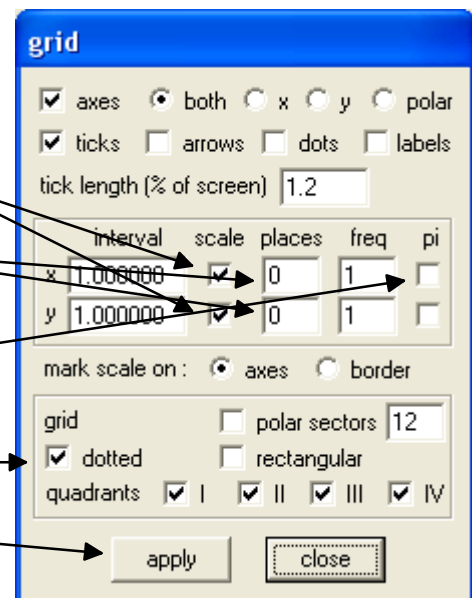 grid
axes both x y polar
ticks arrows dots labels
tick length (% of screen) 1.2
interval scale places freq pi
x 1.000000 0 1
y 1.000000 0 1
mark scale on : axes border
grid polar sectors 12
dotted rectangular
quadrants I II III IV
apply close